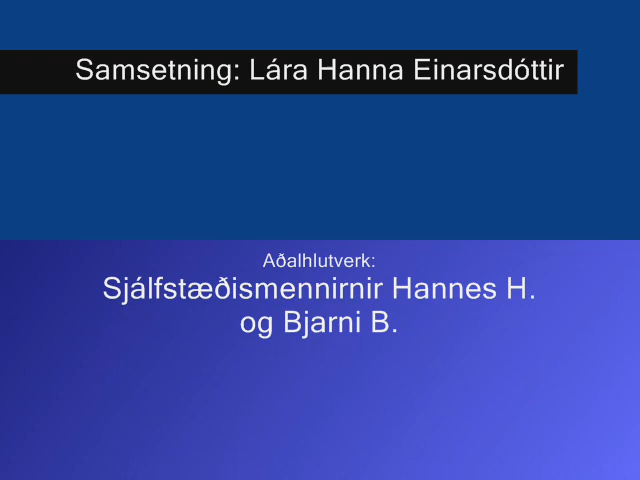 Samsetning: Lára Hanna Einarsdóttir
Aðalhlutverk:
Sjálfstæðismennirnir Hannes H.
og Bjarni B.